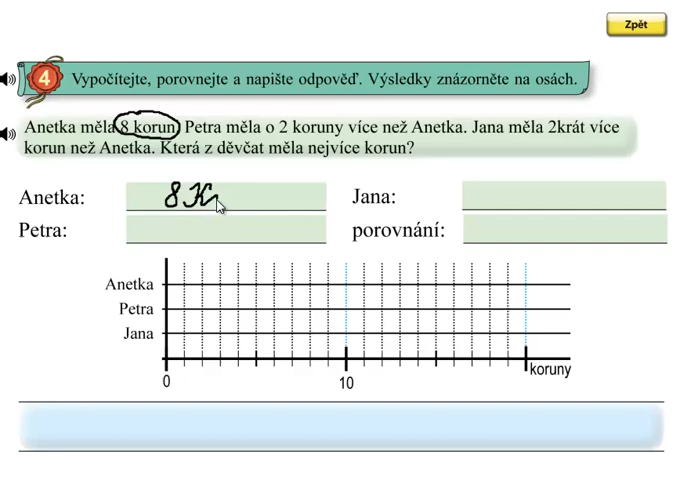 Zpět
4 Vypočítejte, porovnejte a napište odpověď. Výsledky znázorněte na osách.
Anetka měla 8 korun. Petra měla o 2 koruny více než Anetka. Jana měla 2krát více
korun než Anetka. Která z děvčat měla nejvíce korun?
Anetka: 8 Kč Jana:
Petra: porovnání:
Anetka
Petra
Jana
koruny
0 10